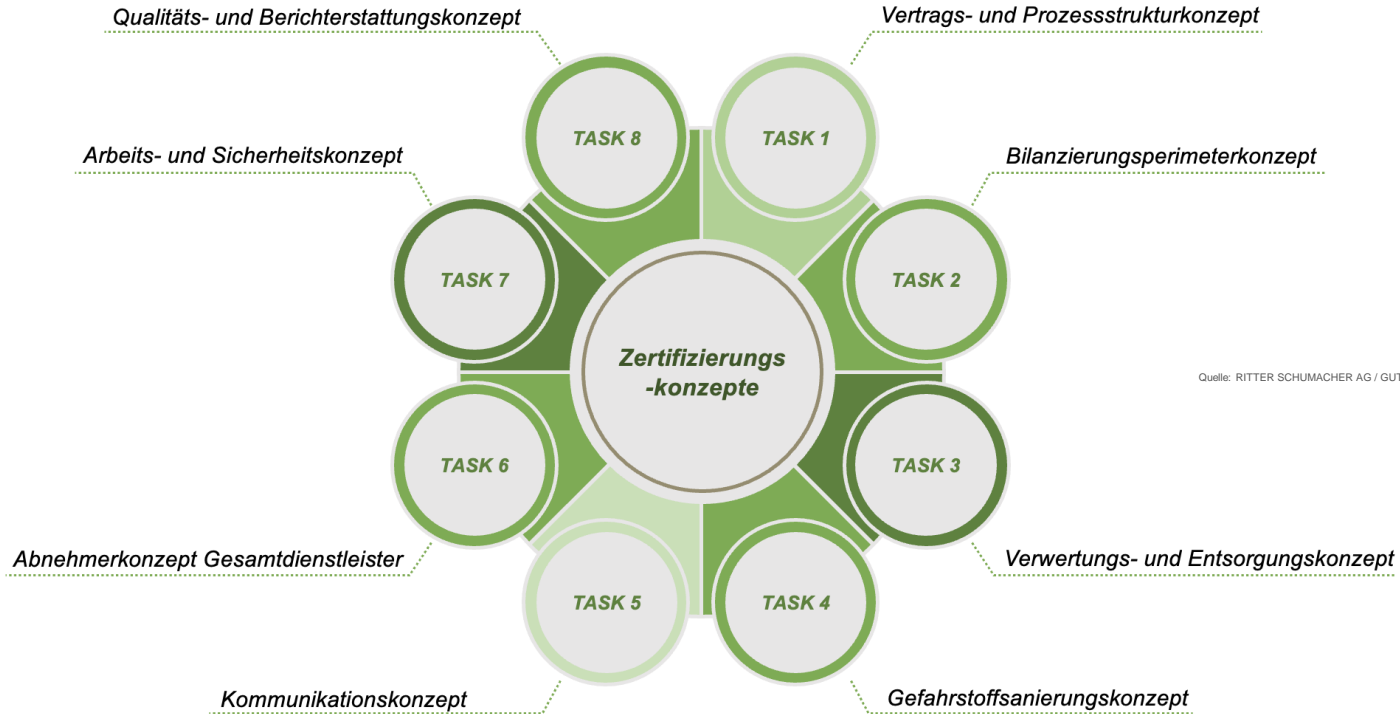 Qualitäts- und Berichterstattungskonzept
Vertrags- und Prozessstrukturkonzept
TASK 8
TASK 1
Arbeits- und Sicherheitskonzept
Bilanzierungsperimeterkonzept
TASK 7
TASK 2
Zertifizierungs
-konzepte
Quelle: RITTER SCHUMACHER AG / GUT
TASK 6
TASK 3
Abnehmerkonzept Gesamtdienstleister
Verwertungs- und Entsorgungskonzept
TASK 5
TASK 4
Kommunikationskonzept
Gefahrstoffsanierungskonzept